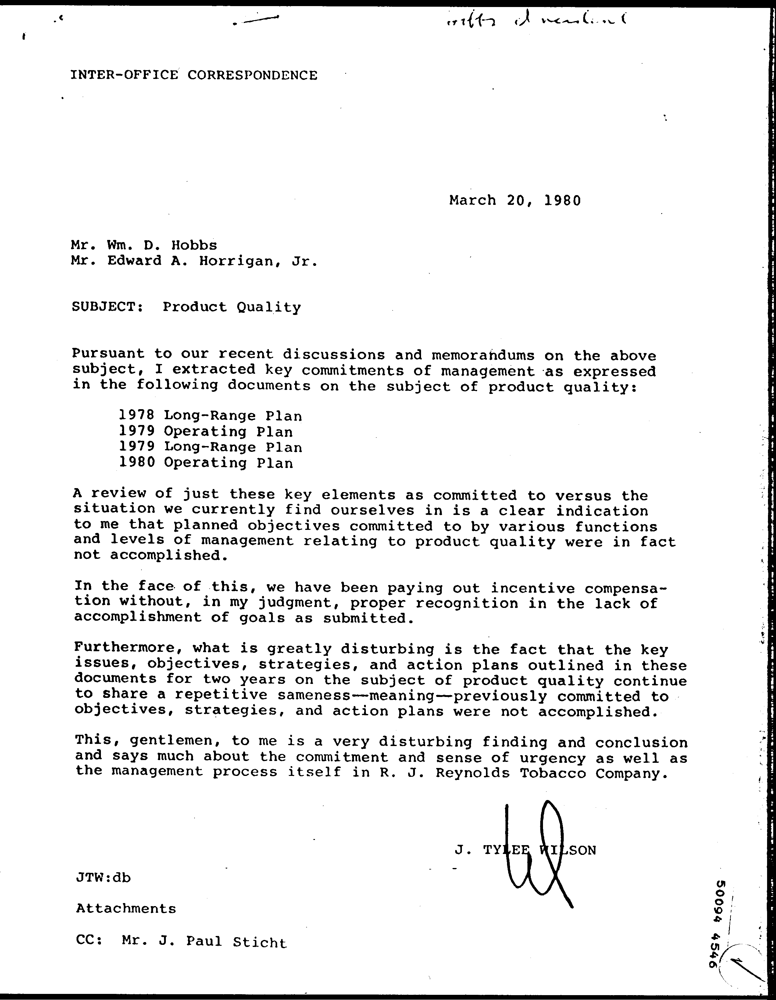 INTER-OFFICE CORRESPONDENCE
March 20, 1980
Mr. Wm. D. Hobbs
Mr. Edward A. Horrigan, Jr.
SUBJECT: Product Quality
Pursuant to our recent discussions and memorandums on the above
subject, I extracted key commitments of management as expressed
in the following documents on the subject of product quality:
1978 Long-Range Plan
1979 Operating Plan
1979 Long-Range Plan
1980 Operating Plan
A review of just these key elements as committed to versus the
situation we currently find ourselves in is a clear indication
to me that planned objectives committed to by various functions
and levels of management relating to product quality were in fact
not accomplished.
In the face of this, we have been paying out incentive compensa-
tion without, in my judgment, proper recognition in the lack of
accomplishment of goals as submitted.
Furthermore, what is greatly disturbing is the fact that the key
issues, objectives, strategies, and action plans outlined in these
documents for two years on the subject of product quality continue
to share a repetitive sameness--meaning--previously committed to
objectives, strategies, and action plans were not accomplished.
This, gentlemen, to me is a very disturbing finding and conclusion
and says much about the commitment and sense of urgency as well as
the management process itself in R. J. Reynolds Tobacco Company.
J. TYLEE WILSON
JTW:db
Attachments
CC: Mr. J. Paul Sticht
50094 4546